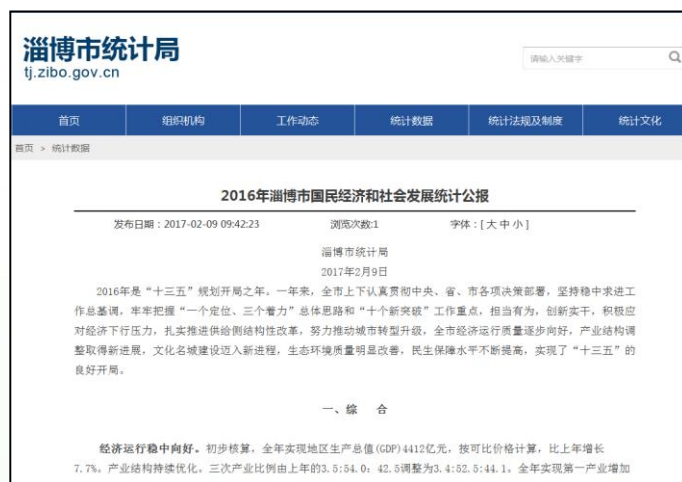 淄博市统计局
tj.zibo.gov.cn
请输入关键字
首页 组织机构 工作动态 统计数据 统计法规及制度 统计文化
首页 > 统计数据
2016年淄博市国民经济和社会发展统计公报
发布日期：2017-02-09 09:42:23 浏览次数:1 字体：[ 大 中 小 ]
淄博市统计局
2017年2月9日
2016年是“十三五”规划开局之年，一年来，全市上下认真贯彻中央、省、市各项决策部署，坚持稳中求进工
作总基调，牢牢把握“一个定位、三个着力”总体思路和“十个新突破”工作重点，担当有为，创新实干，积极应
对经济下行压力，扎实推进供给侧结构性改革，努力推动城市转型升级，全市经济运行质量逐步向好，产业结构调
整取得新进展，文化名城建设迈入新进程，生态环境质量明显改善，民生保障水平不断提高，实现了“十三五”的
良好开局。
一、综 合
经济运行稳中向好。初步核算，全年实现地区生产总值(GDP)4412亿元，按可比价格计算，比上年增长
7.7%。产业结构持续优化。三次产业比例由上年的3.5:54.0：42.5调整为3.4:52.5:44.1。全年实现第一产业增加